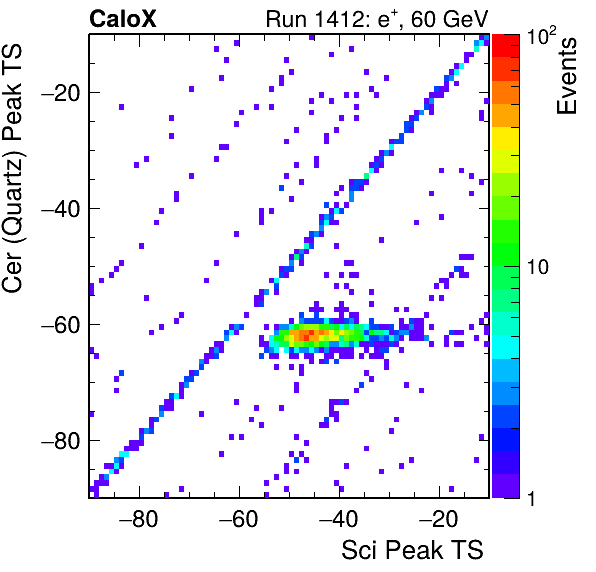 CaloX
Run 1412: e+, 60 GeV
Cer (Quartz) Peak TS
Events
10²
10
1
−20
−40
−60
−80
−80
−60
−40
−20
Sci Peak TS